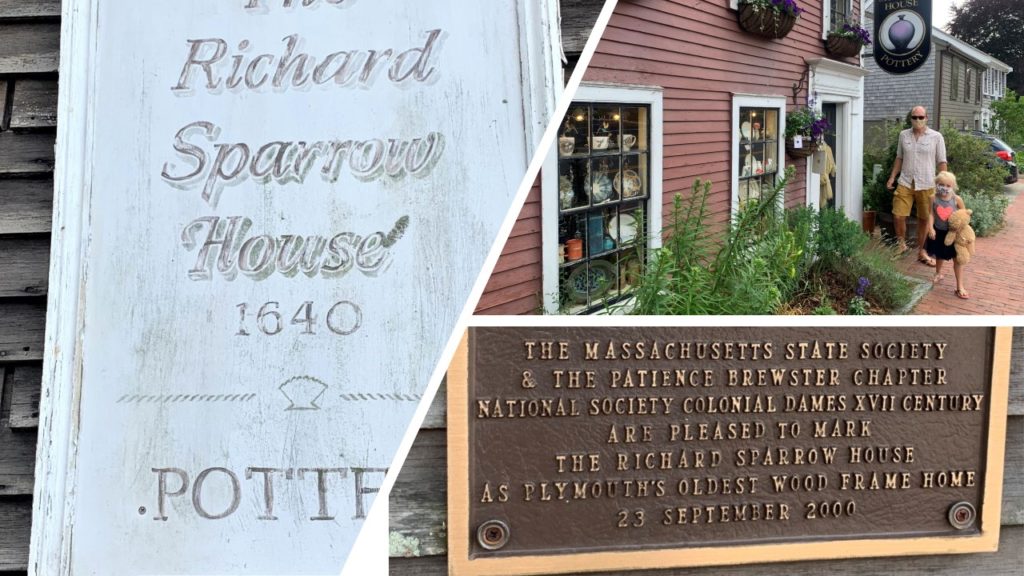 The
Richard
Sparrow
House
1640
POTTE
HOUSE
POTTERY
THE MASSACHUSETTS STATE SOCIETY
& THE PATIENCE BREWSTER CHAPTER
NATIONAL SOCIETY COLONIAL DAMES XVII CENTURY
ARE PLEASED TO MARK
THE RICHARD SPARROW HOUSE
AS PLYMOUTH'S OLDEST WOOD FRAME HOME
23 SEPTEMBER 2000